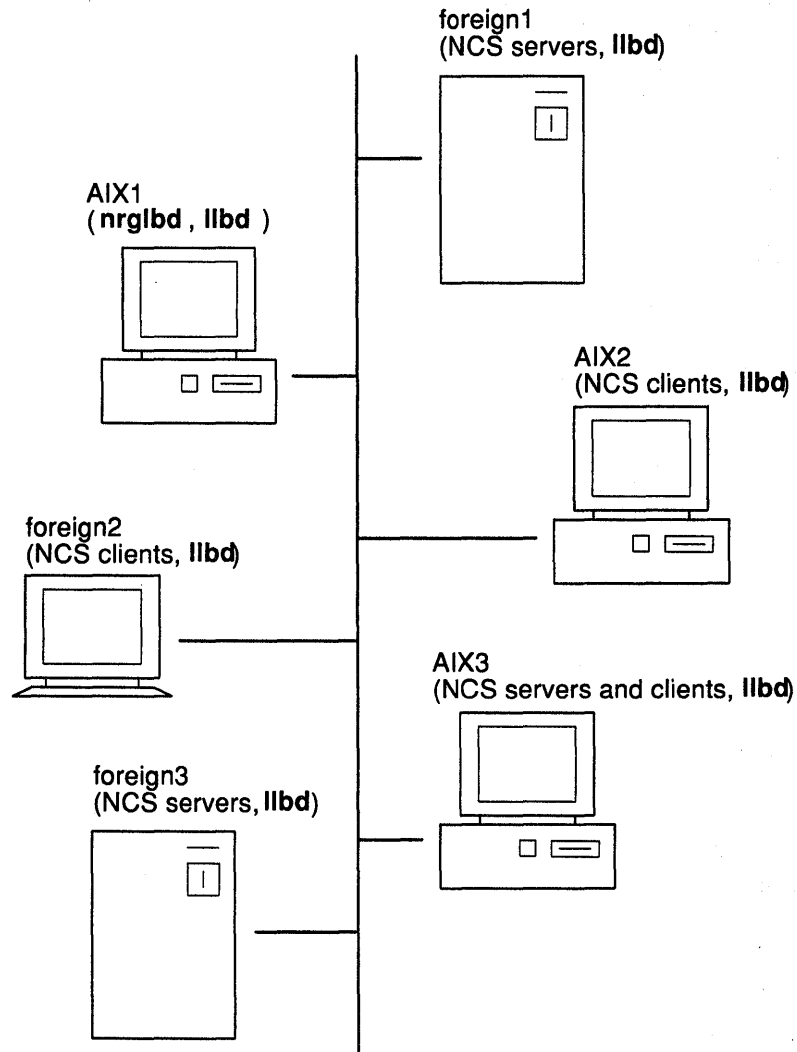 foreign1
(NCS servers, llbd)
AIX1
(nrglbd, llbd )
AIX2
(NCS clients, llbd)
foreign2
(NCS clients, llbd)
AIX3
(NCS servers and clients, llbd)
foreign3
(NCS servers, llbd)